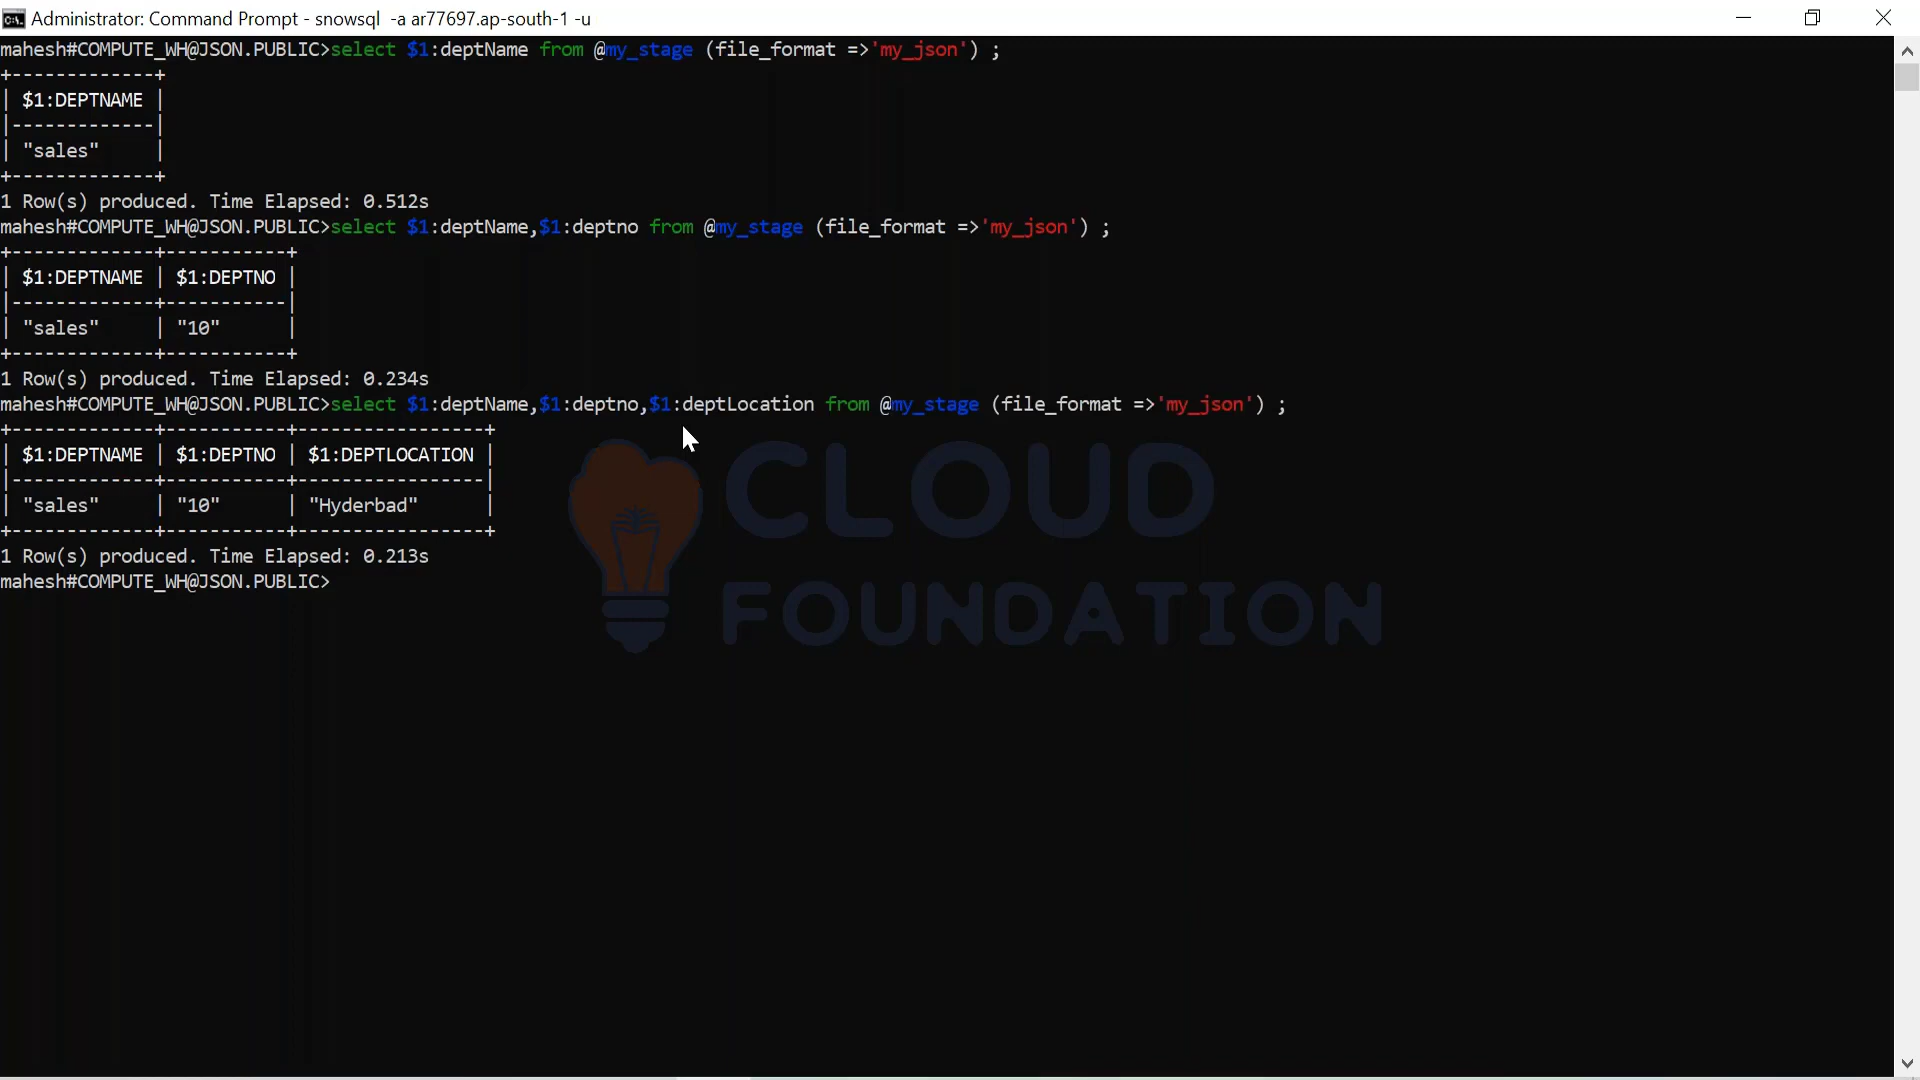 Administrator: Command Prompt - snowsql  -a ar77697.ap-south-1 -u
mahesh#COMPUTE_WH@JSON.PUBLIC>select $1:deptName from @my_stage (file_format =>'my_json') ;
+-------------+
| $1:DEPTNAME |
|-------------|
| "sales"     |
+-------------+
1 Row(s) produced. Time Elapsed: 0.512s
mahesh#COMPUTE_WH@JSON.PUBLIC>select $1:deptName,$1:deptno from @my_stage (file_format =>'my_json') ;
+-------------+-----------+
| $1:DEPTNAME | $1:DEPTNO |
|-------------+-----------|
| "sales"     | "10"      |
+-------------+-----------+
1 Row(s) produced. Time Elapsed: 0.234s
mahesh#COMPUTE_WH@JSON.PUBLIC>select $1:deptName,$1:deptno,$1:deptLocation from @my_stage (file_format =>'my_json') ;
+-------------+-----------+-----------------+
| $1:DEPTNAME | $1:DEPTNO | $1:DEPTLOCATION |
|-------------+-----------+-----------------|
| "sales"     | "10"      | "Hyderbad"      |
+-------------+-----------+-----------------+
1 Row(s) produced. Time Elapsed: 0.213s
mahesh#COMPUTE_WH@JSON.PUBLIC>
CLOUD
FOUNDATION